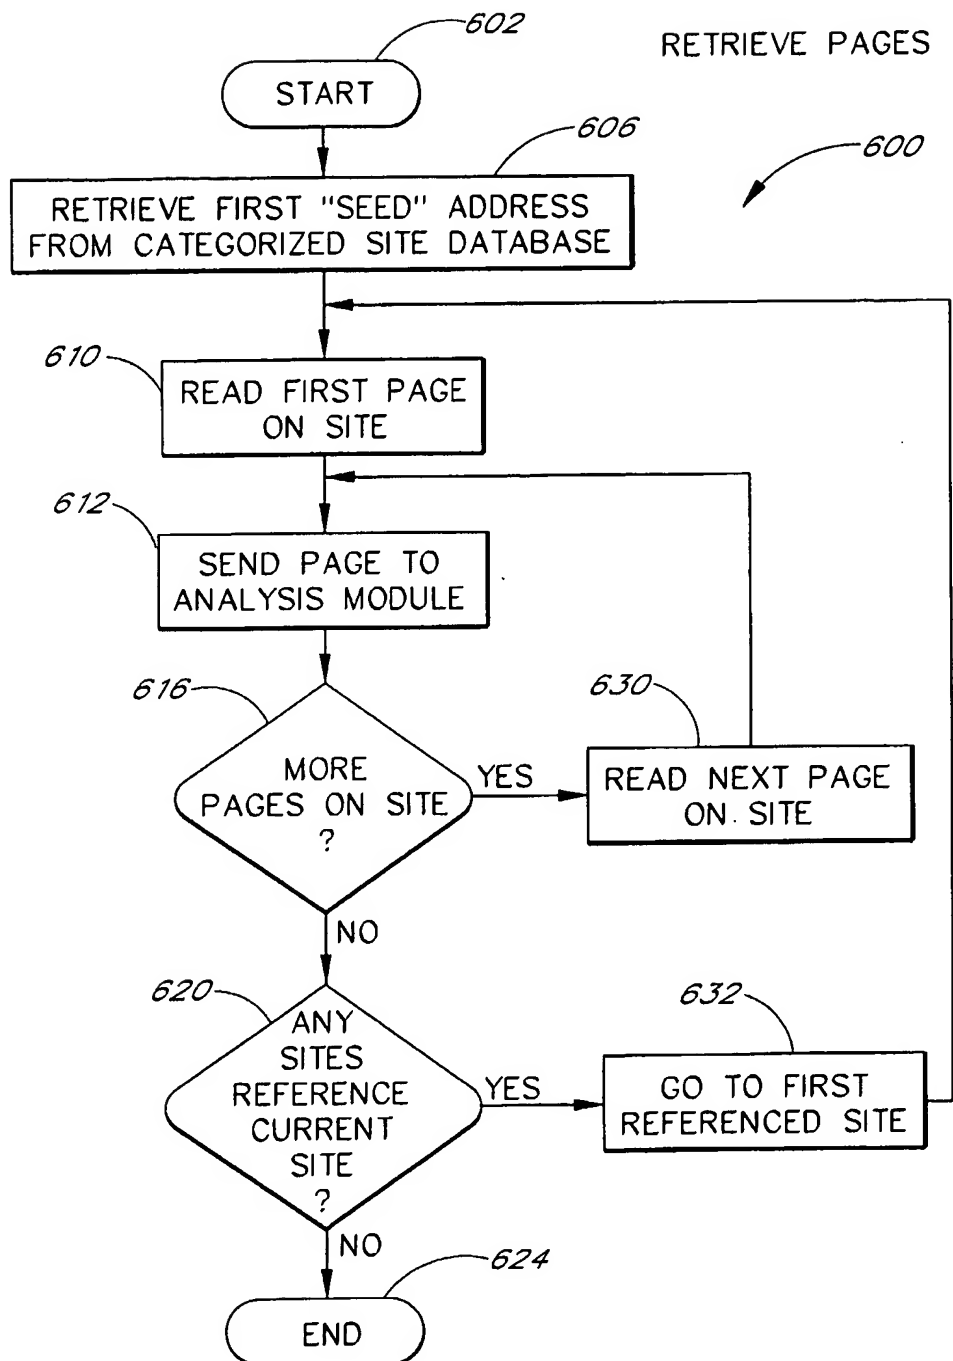 602
RETRIEVE PAGES
START
606
600
RETRIEVE FIRST "SEED" ADDRESS
FROM CATEGORIZED SITE DATABASE
610
READ FIRST PAGE
ON SITE
612
SEND PAGE TO
ANALYSIS MODULE
616
MORE
PAGES ON SITE
?
YES
630
READ NEXT PAGE
ON SITE
NO
620
ANY
SITES
REFERENCE
CURRENT
SITE
?
YES
632
GO TO FIRST
REFERENCED SITE
NO
624
END